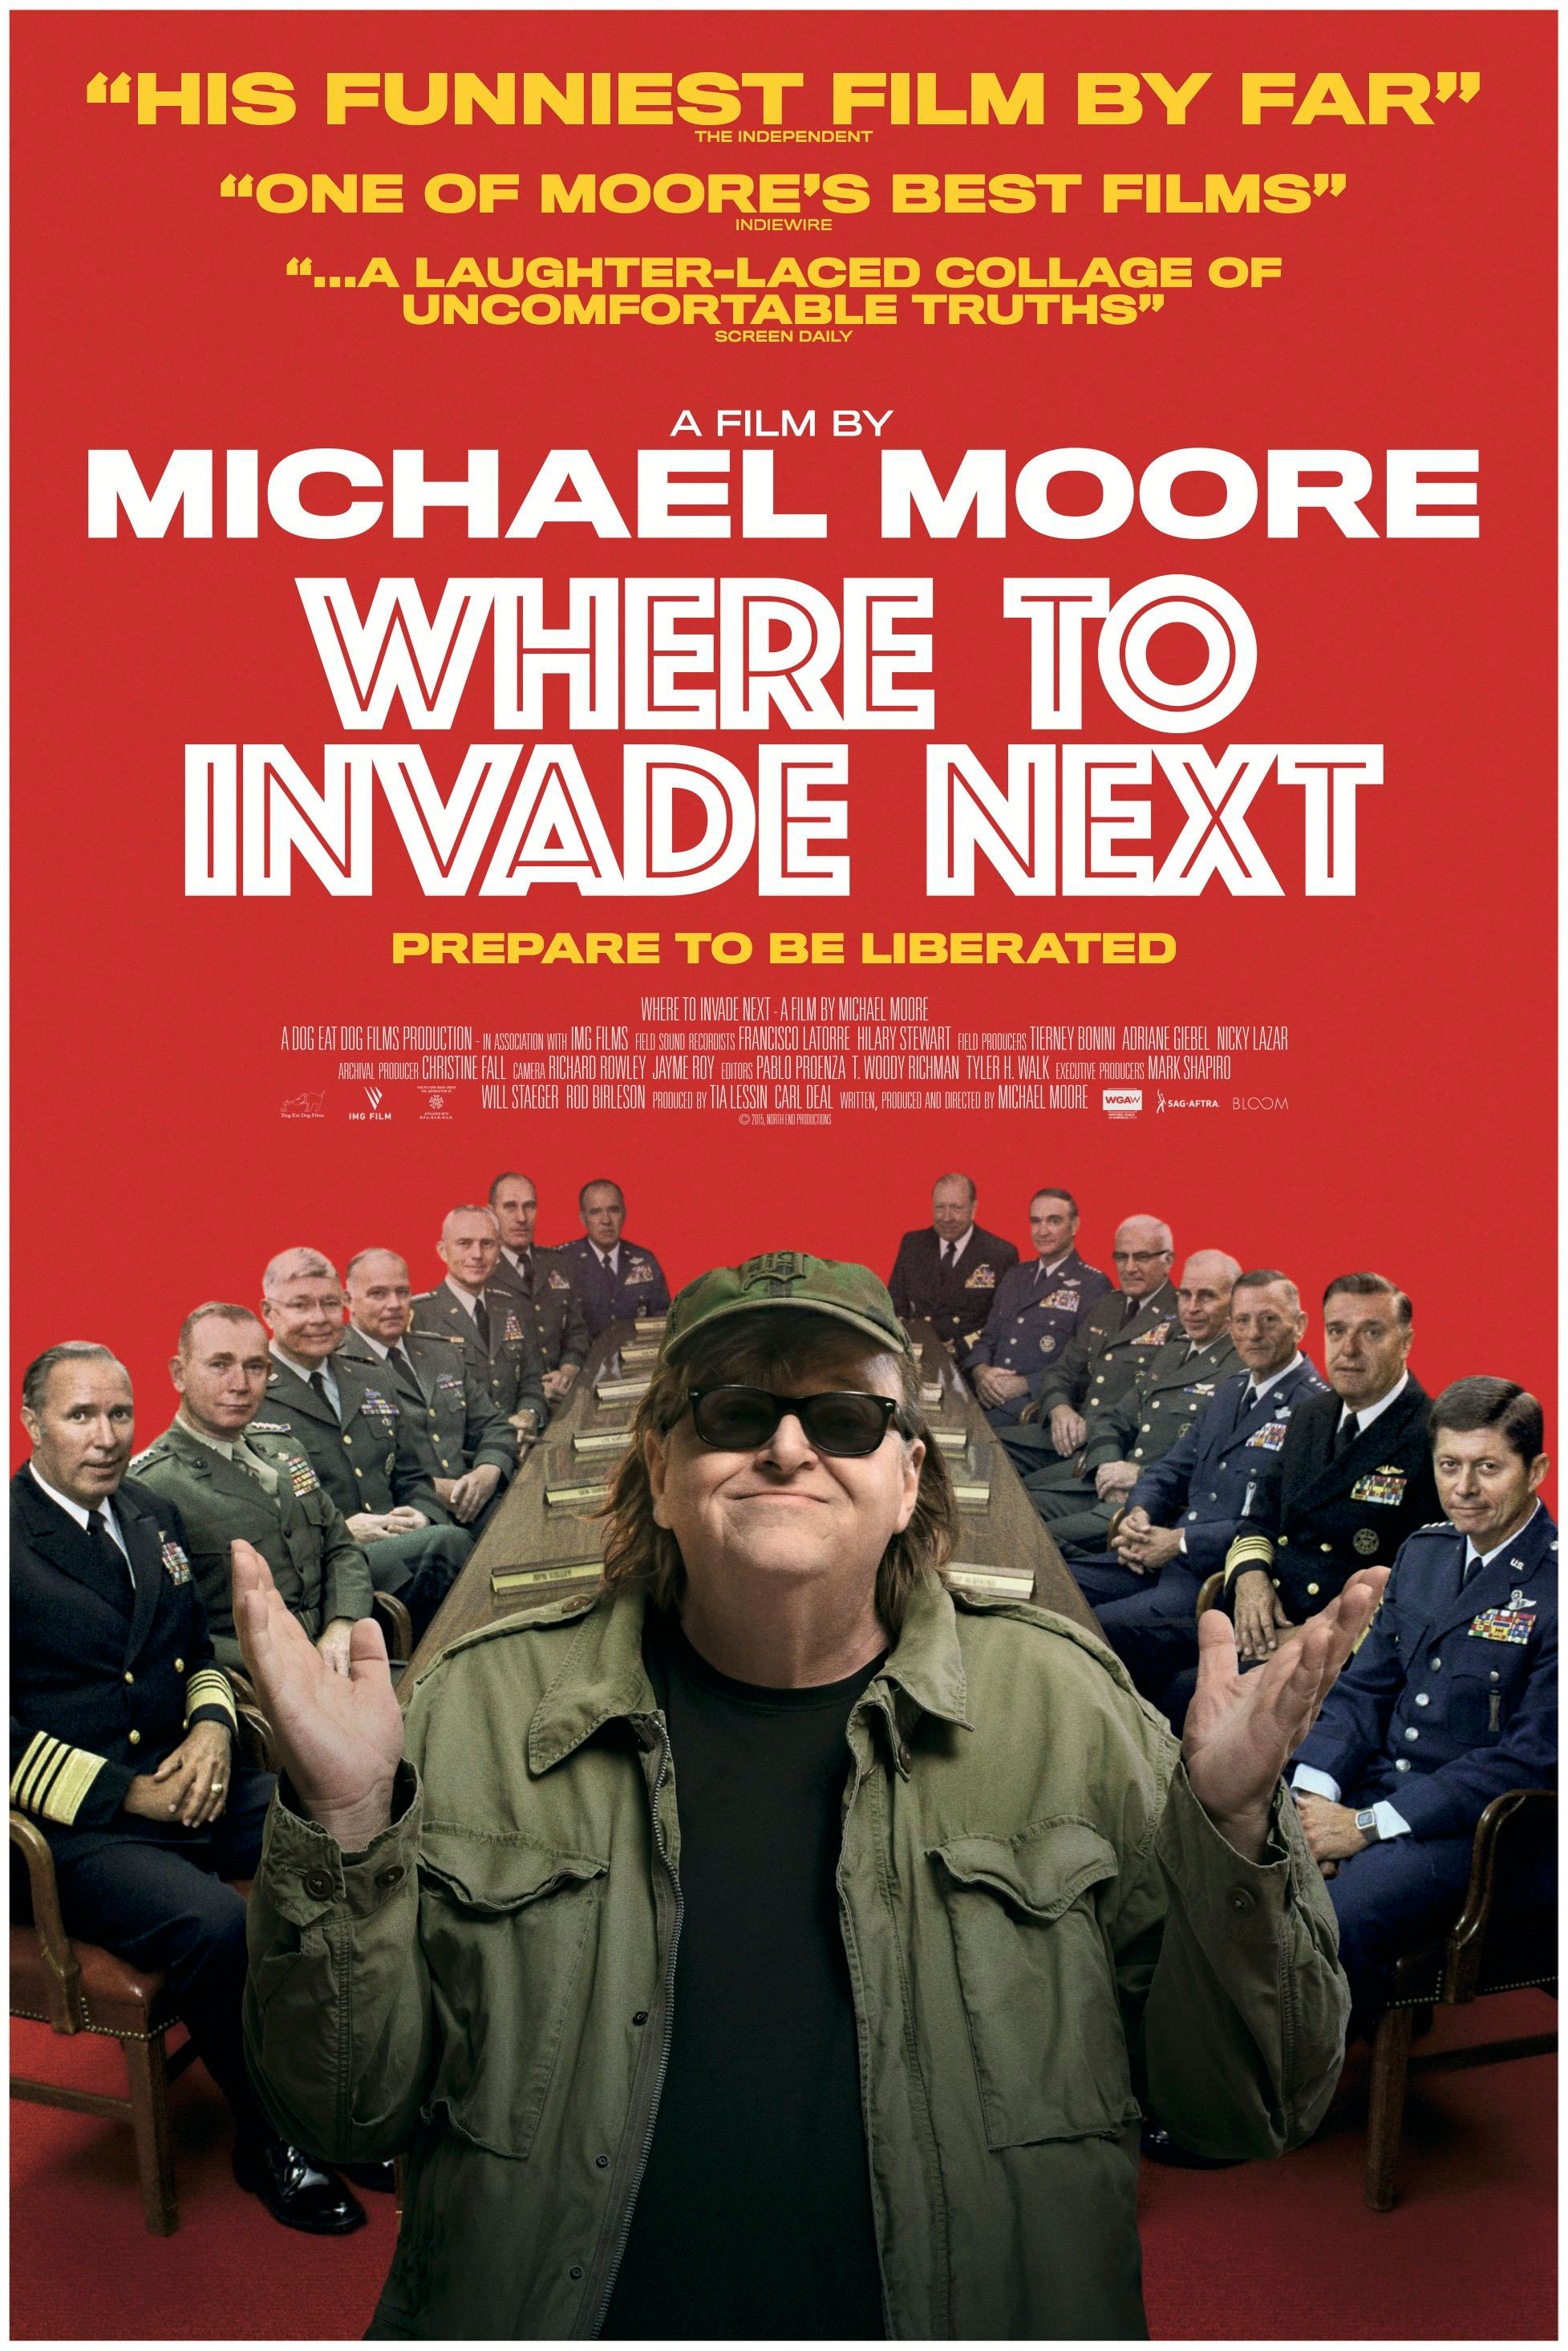 “HIS FUNNIEST FILM BY FAR”
THE INDEPENDENT
“ONE OF MOORE’S BEST FILMS”
INDIEWIRE
“...A LAUGHTER-LACED COLLAGE OF
UNCOMFORTABLE TRUTHS”
SCREEN DAILY
A FILM BY
MICHAEL MOORE
WHERE TO
INVADE NEXT
PREPARE TO BE LIBERATED
WHERE TO INVADE NEXT - A FILM BY MICHAEL MOORE
A DOG EAT DOG FILMS PRODUCTION - IN ASSOCIATION WITH IMG FILMS FIELD SOUND RECORDISTS FRANCISCO LATORRE HILARY STEWART FIELD PRODUCERS TIERNEY BONINI ADRIANE GIEBEL NICKY LAZAR
ARCHIVAL PRODUCER CHRISTINE FALL CAMERA RICHARD ROWLEY JAYME ROY EDITORS PABLO PROENZA T. WOODY RICHMAN TYLER H. WALK EXECUTIVE PRODUCERS MARK SHAPIRO
WILL STAEGER ROD BIRLESON PRODUCED BY TIA LESSIN CARL DEAL WRITTEN, PRODUCED AND DIRECTED BY MICHAEL MOORE
Dog Eat Dog Films
IMG FILM
WGAW
SAG-AFTRA
BLOOM
© 2015, NORTH END PRODUCTIONS